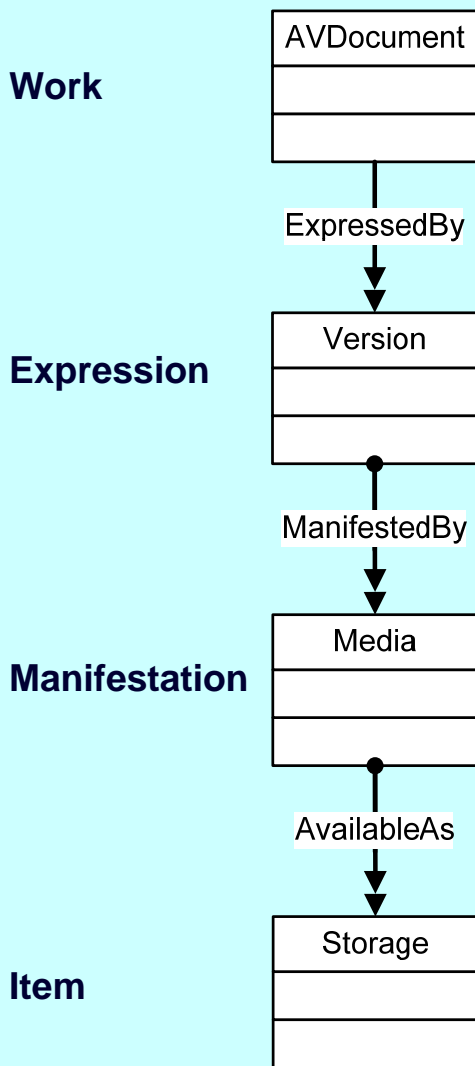 AVDocument
Work
ExpressedBy
Version
Expression
ManifestedBy
Media
Manifestation
AvailableAs
Storage
Item